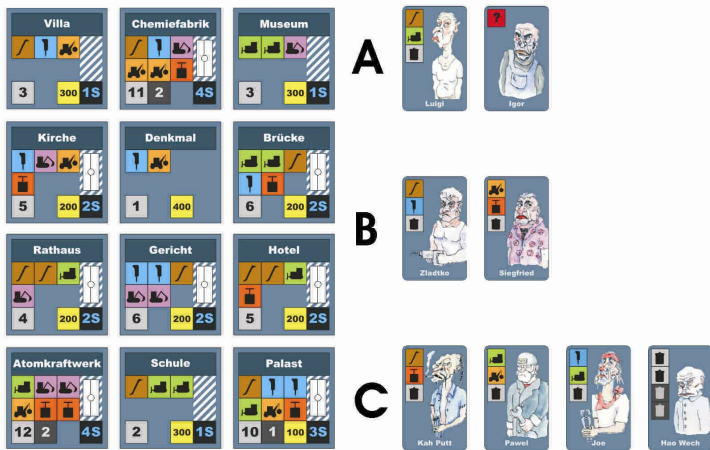 Villa
3 300 1S
Chemiefabrik
11 2 4S
Museum
3 300 1S
A
Luigi
?
Igor
Kirche
5 200 2S
Denkmal
1 400
Brücke
6 200 2S
B
Zladtko
Siegfried
Rathaus
4 200 2S
Gericht
6 200 2S
Hotel
5 200 2S
Atomkraftwerk
12 2 4S
Schule
2 300 1S
Palast
10 1 100 3S
C
Kah Putt
Pawel
Joe
Hao Wech